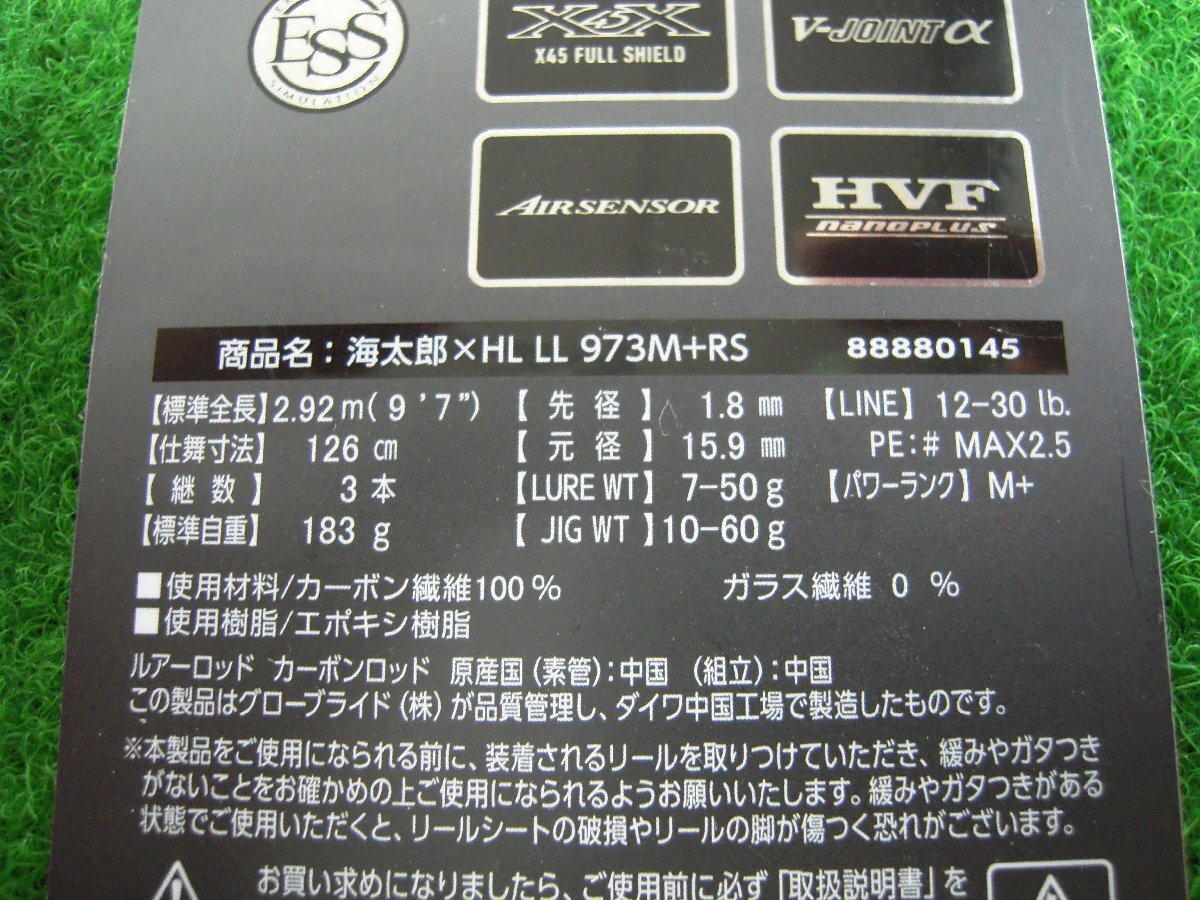 ESS
SIMULATION
X45X
X45 FULL SHIELD
V-JOINT α
AIRSENSOR
HVF
nanoPLUS
商品名：海太郎×HL LL 973M+RS 88880145
【標準全長】2.92m(9'7") 【先径】 1.8 mm 【LINE】 12-30 lb.
【仕舞寸法】 126 cm 【元径】 15.9 mm PE:# MAX2.5
【継数】 3 本 【LURE WT】 7-50 g 【パワーランク】M+
【標準自重】 183 g 【JIG WT】10-60 g
■使用材料/カーボン繊維100% ガラス繊維 0 %
■使用樹脂/エポキシ樹脂
ルアーロッド カーボンロッド 原産国(素管):中国 (組立):中国
この製品はグローブライド(株)が品質管理し、ダイワ中国工場で製造したものです。
※本製品をご使用になられる前に、装着されるリールを取りつけていただき、緩みやガタつき
がないことをお確かめの上ご使用になられるようお願いいたします。緩みやガタつきがある
状態でご使用いただくと、リールシートの破損やリールの脚が傷つく恐れがございます。
お買い求めになりましたら、ご使用前に必ず「取扱説明書」を